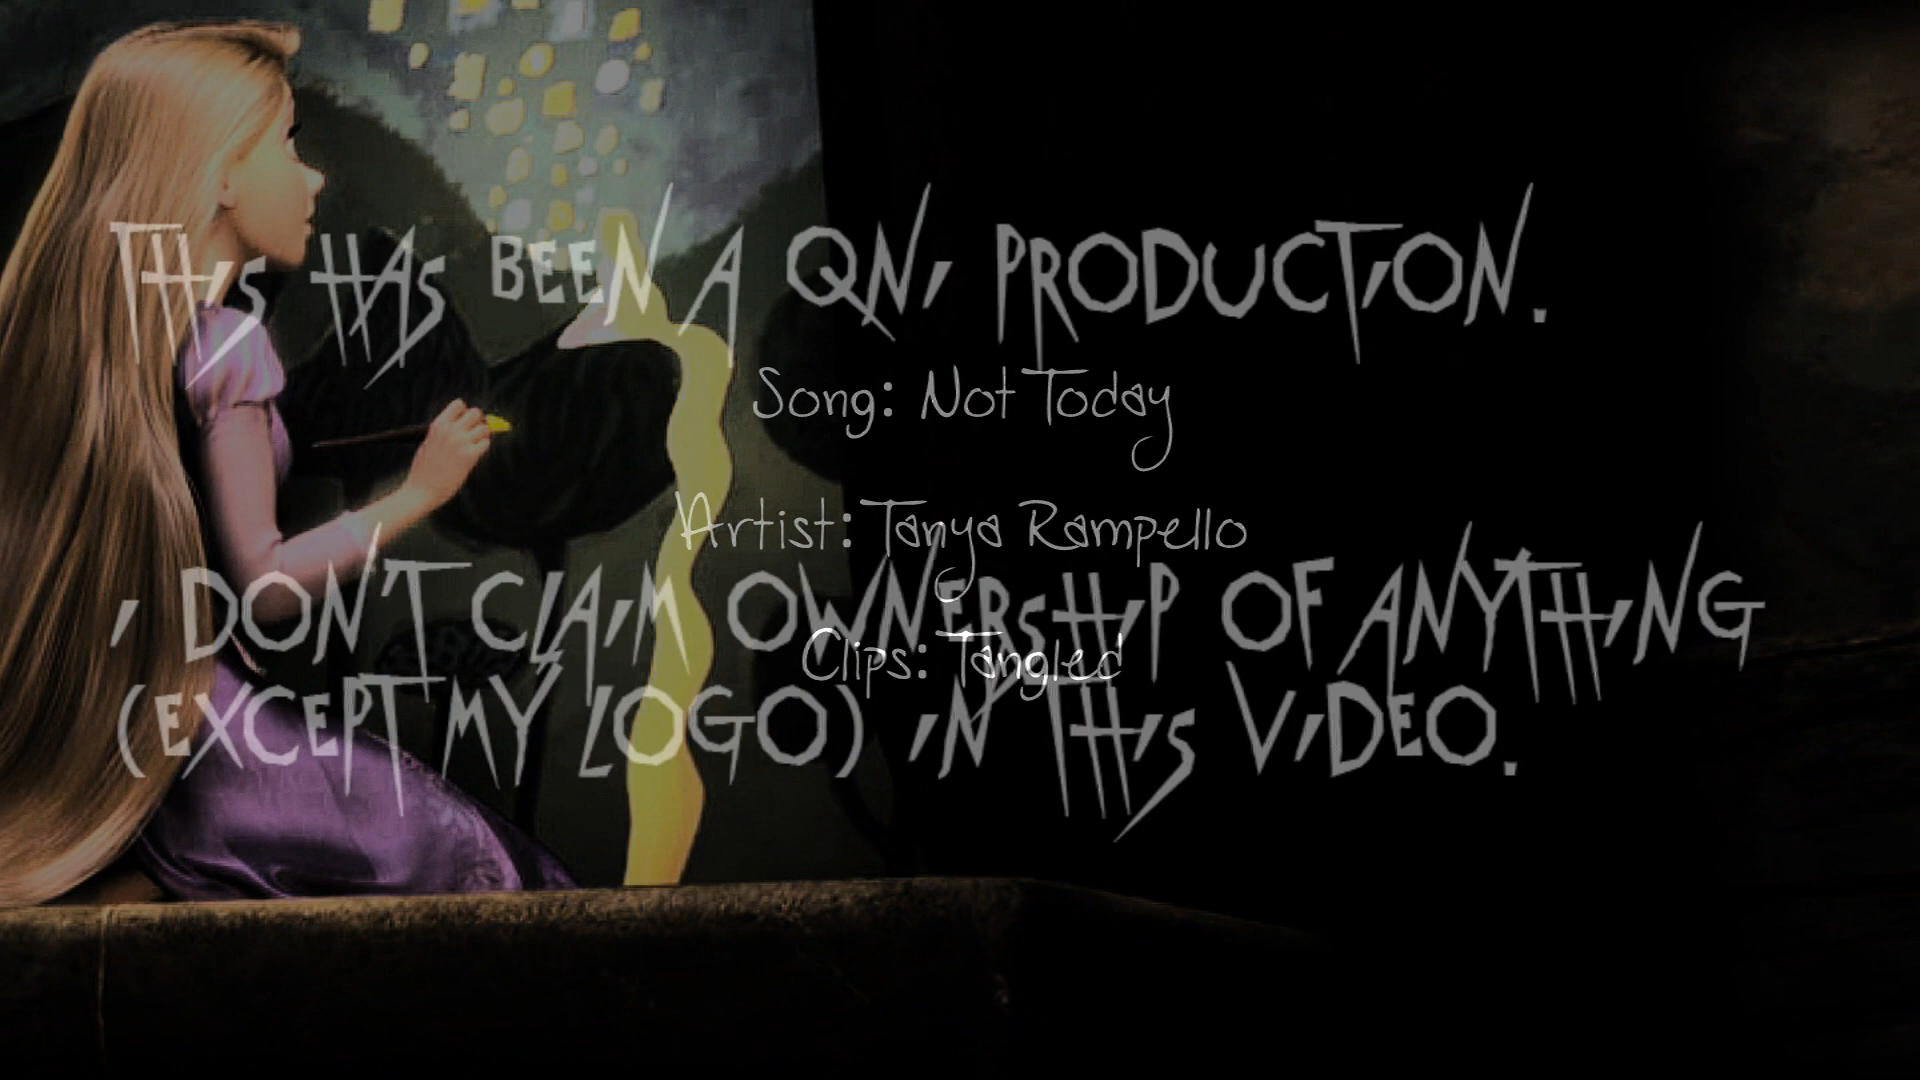 THIS HAS BEEN A QNI PRODUCTION.
Song: Not Today
Artist: Tanya Rampello
I DON'T CLAIM OWNERSHIP OF ANYTHING
Clips: Tangled
(EXCEPT MY LOGO) IN THIS VIDEO.